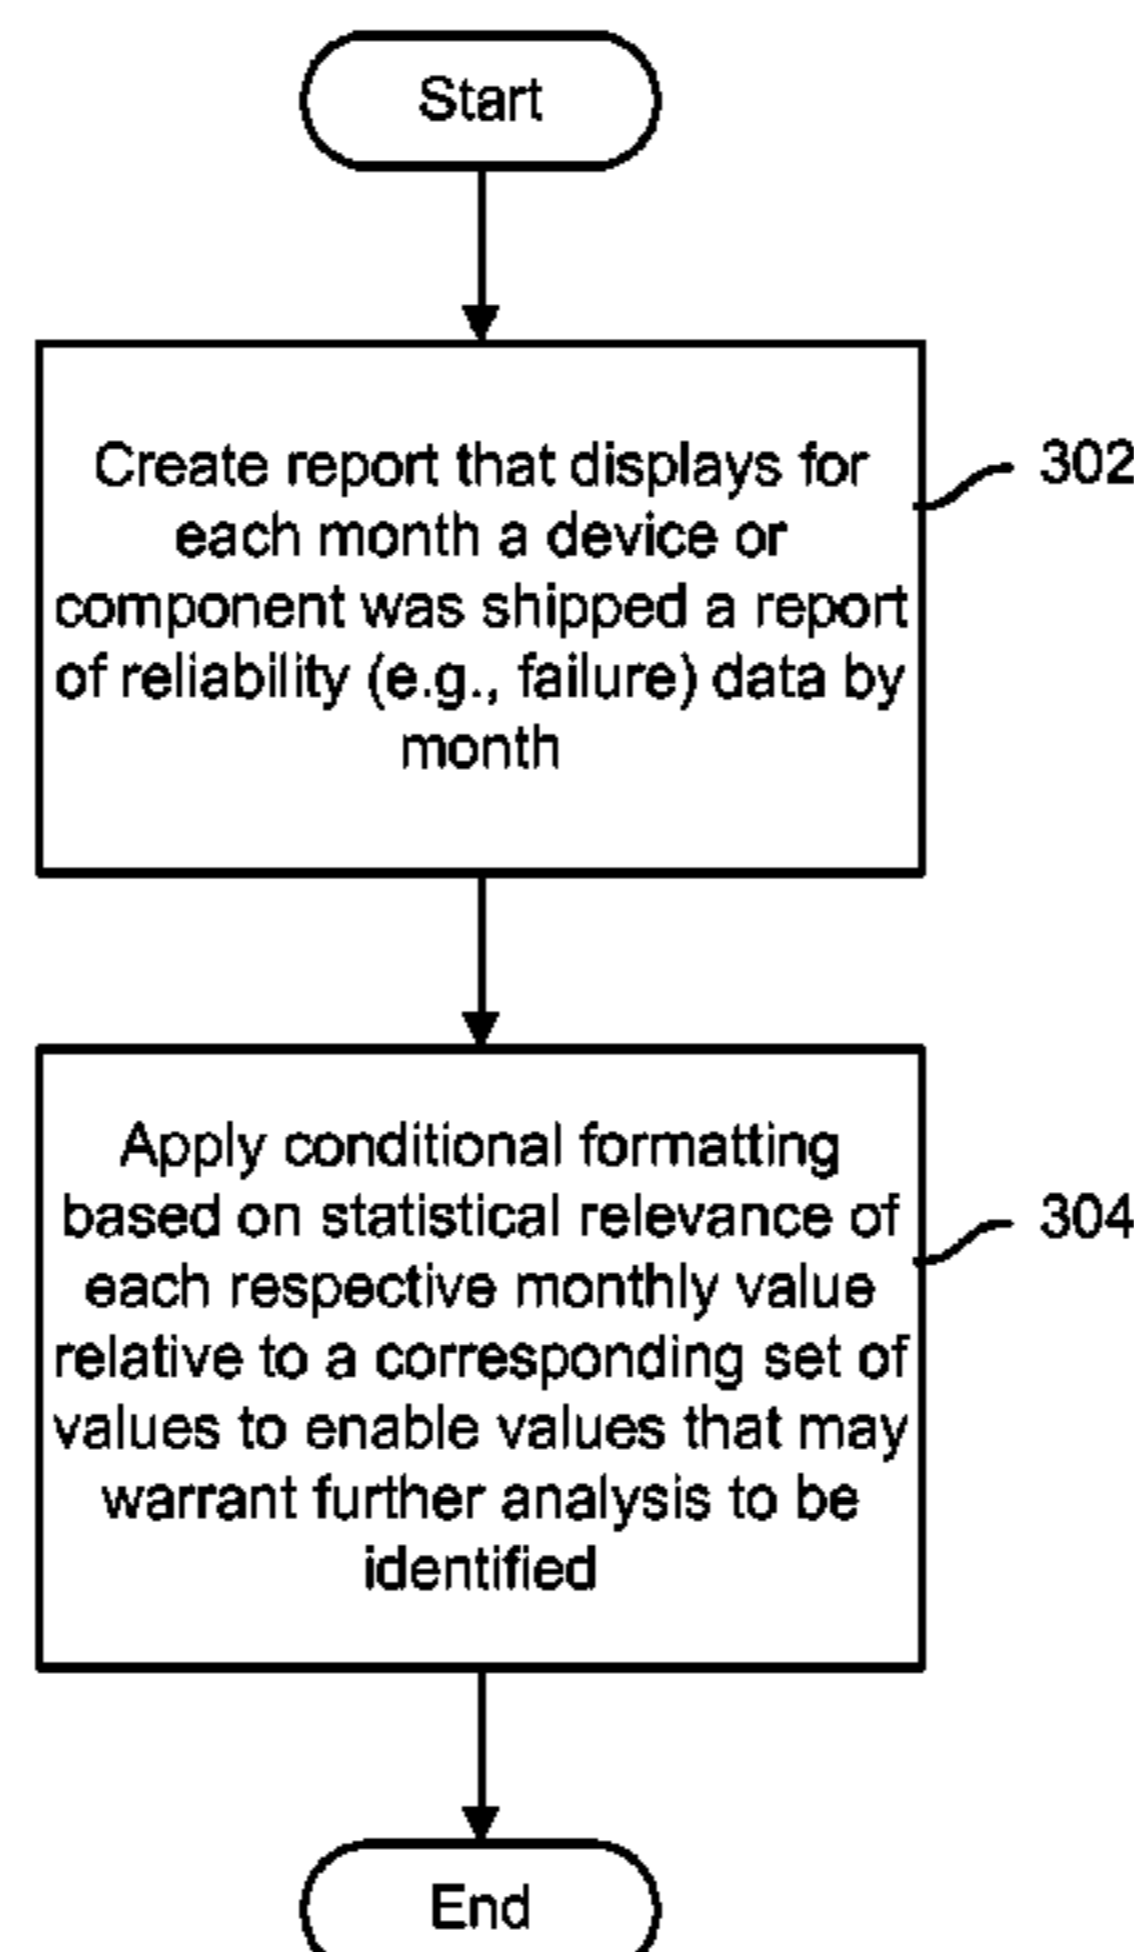 Start
Create report that displays for
each month a device or
component was shipped a report
of reliability (e.g., failure) data by
month
302
Apply conditional formatting
based on statistical relevance of
each respective monthly value
relative to a corresponding set of
values to enable values that may
warrant further analysis to be
identified
304
End